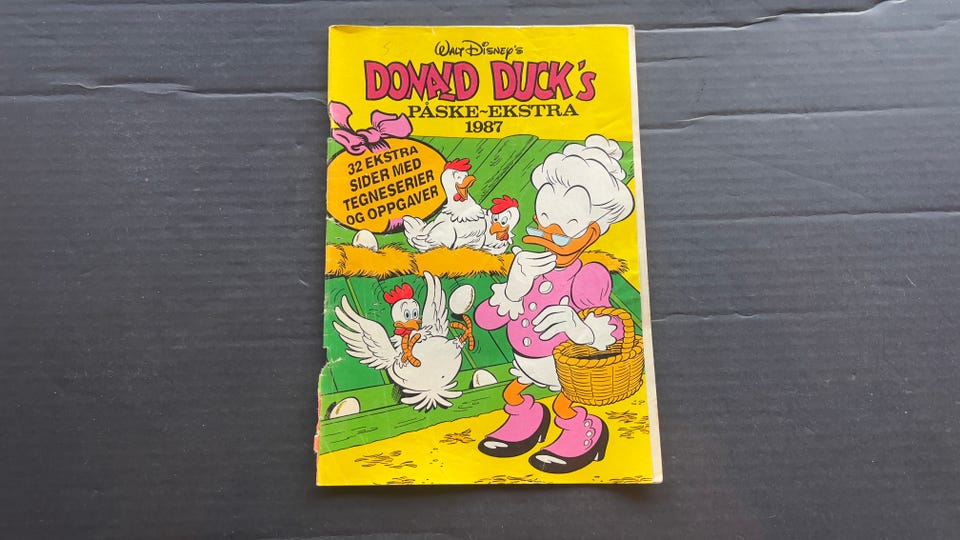 Walt Disney's
DONALD DUCK's
PÅSKE~EKSTRA
1987
32 EKSTRA
SIDER MED
TEGNESERIER
OG OPPGAVER